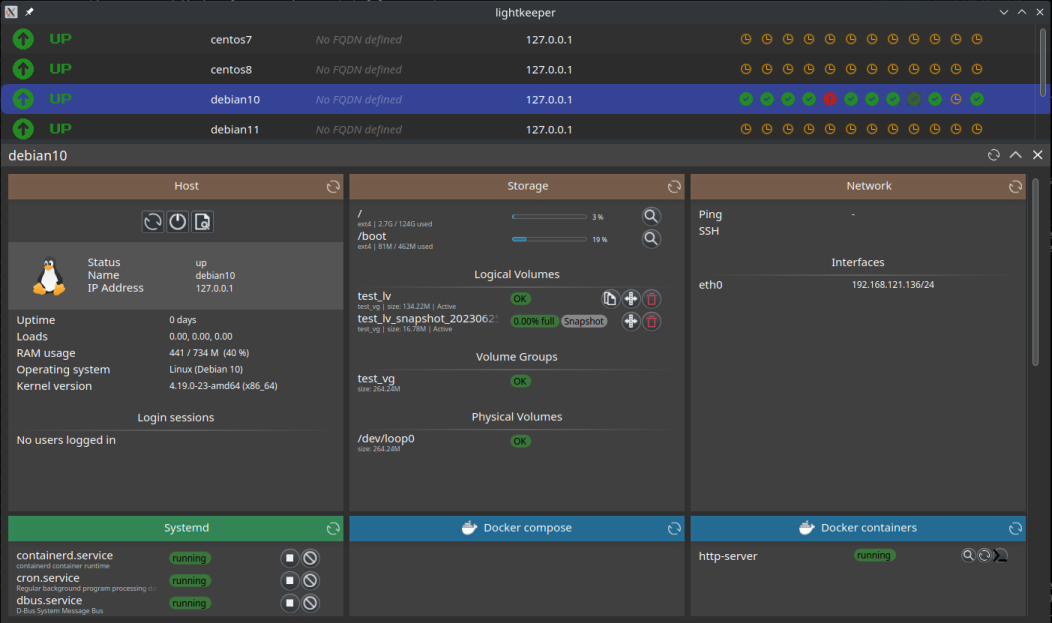 lightkeeper
UP centos7 No FQDN defined 127.0.0.1
UP centos8 No FQDN defined 127.0.0.1
UP debian10 No FQDN defined 127.0.0.1
UP debian11 No FQDN defined 127.0.0.1
debian10
Host
Status up
Name debian10
IP Address 127.0.0.1
Uptime 0 days
Loads 0.00, 0.00, 0.00
RAM usage 441 / 734 M (40 %)
Operating system Linux (Debian 10)
Kernel version 4.19.0-23-amd64 (x86_64)
Login sessions
No users logged in
Storage
/ 3 %
ext4 | 2.7G / 124G used
/boot 19 %
ext4 | 81M / 462M used
Logical Volumes
test_lv OK
test_vg | size: 134.22M | Active
test_lv_snapshot_2023062 0.00% full Snapshot
test_vg | size: 16.78M | Active
Volume Groups
test_vg OK
size: 264.24M
Physical Volumes
/dev/loop0 OK
size: 264.24M
Network
Ping -
SSH
Interfaces
eth0 192.168.121.136/24
Systemd
containerd.service running
containerd container runtime
cron.service running
Regular background program processing
dbus.service running
D-Bus System Message Bus
Docker compose
Docker containers
http-server running